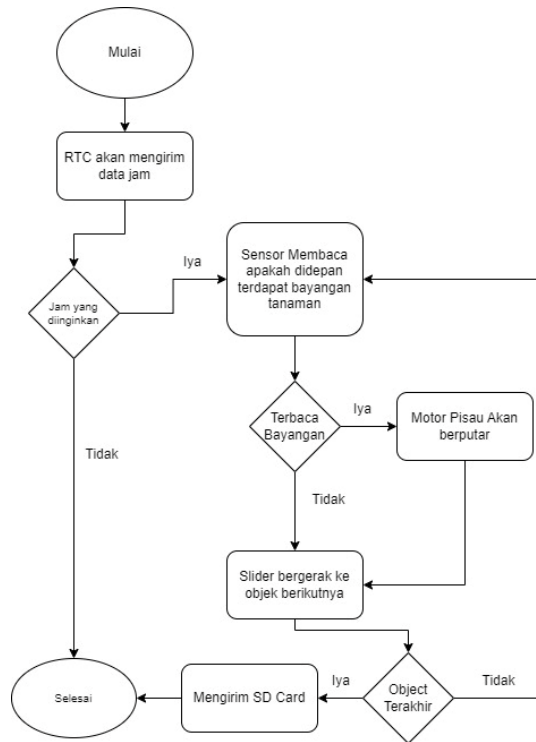 Mulai
RTC akan mengirim
data jam
Iya
Sensor Membaca
apakah didepan
terdapat bayangan
tanaman
Jam yang
diinginkan
Terbaca
Bayangan
Iya
Motor Pisau Akan
berputar
Tidak
Tidak
Slider bergerak ke
objek berikutnya
Selesai
Mengirim SD Card
Iya
Object
Terakhir
Tidak